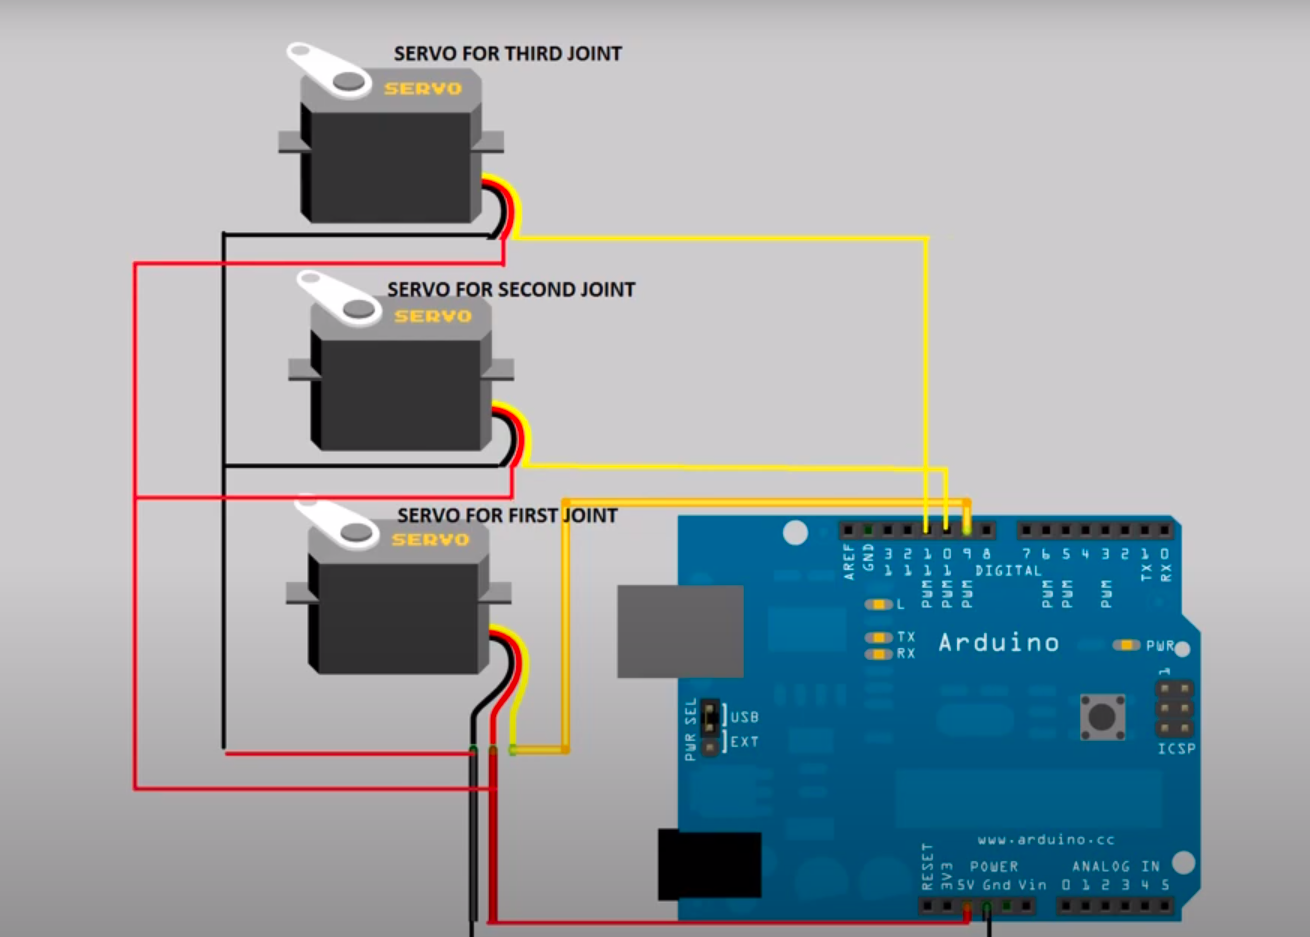 SERVO FOR THIRD JOINT
SERVO
SERVO FOR SECOND JOINT
SERVO
SERVO FOR FIRST JOINT
SERVO
AREF
GND
13
12
PWM 11
PWM 10
PWM 9
8
7
PWM 6
PWM 5
4
PWM 3
2
TX 1
RX 0
DIGITAL
L
TX
RX
Arduino
PWR
1
ICSP
PWR SEL
USB
EXT
www.arduino.cc
POWER
ANALOG IN
RESET
3V3
5V Gnd Vin
0 1 2 3 4 5